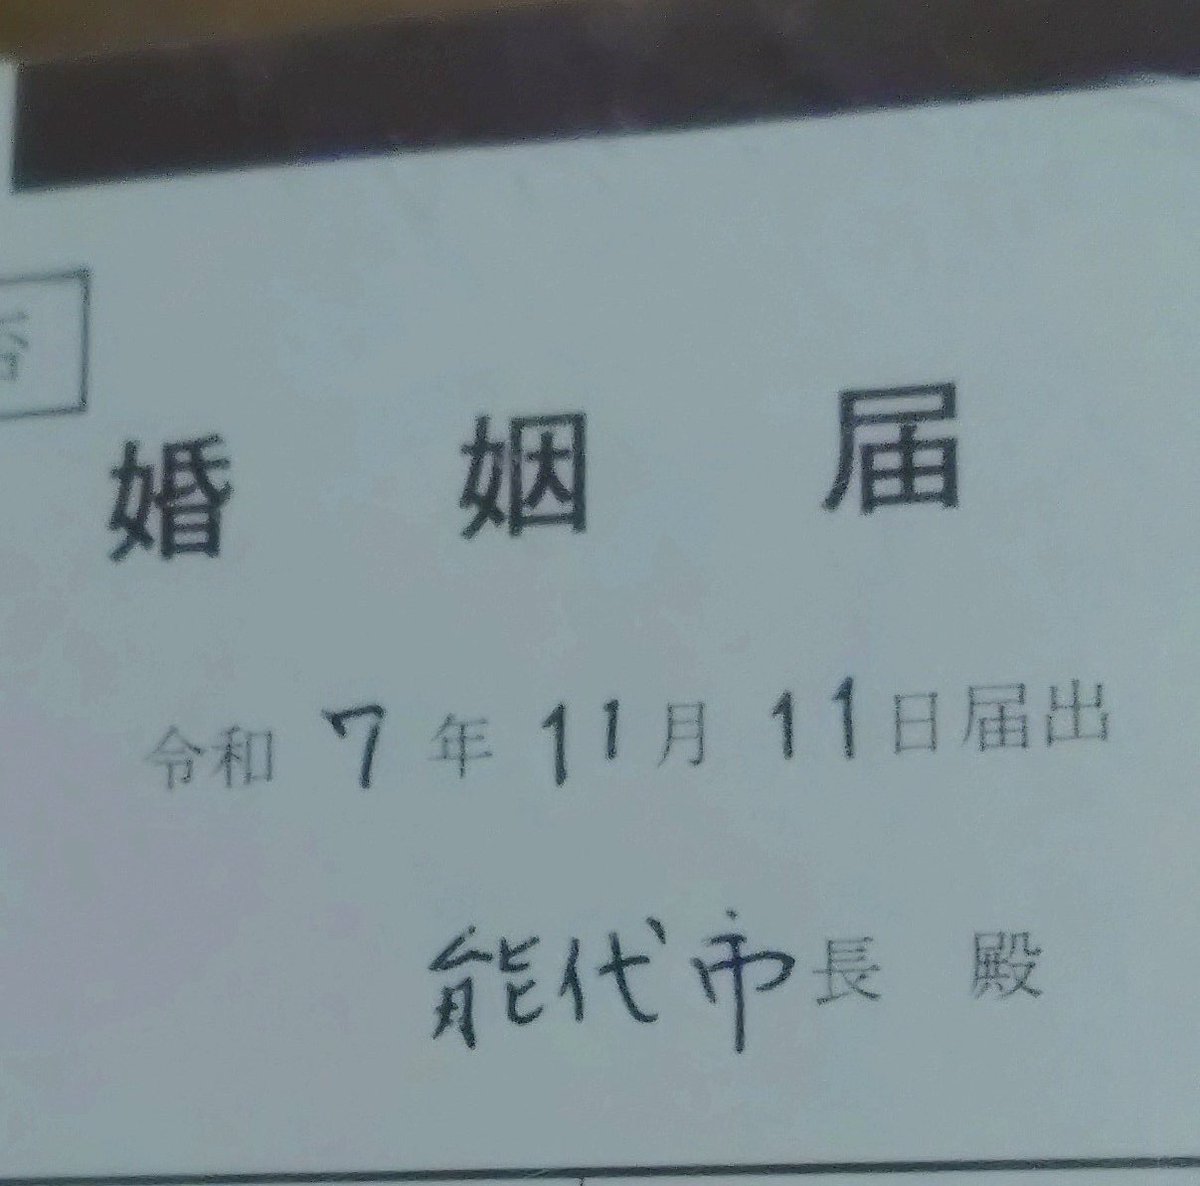 婚姻届
令和7年11月11日届出
能代市長 殿